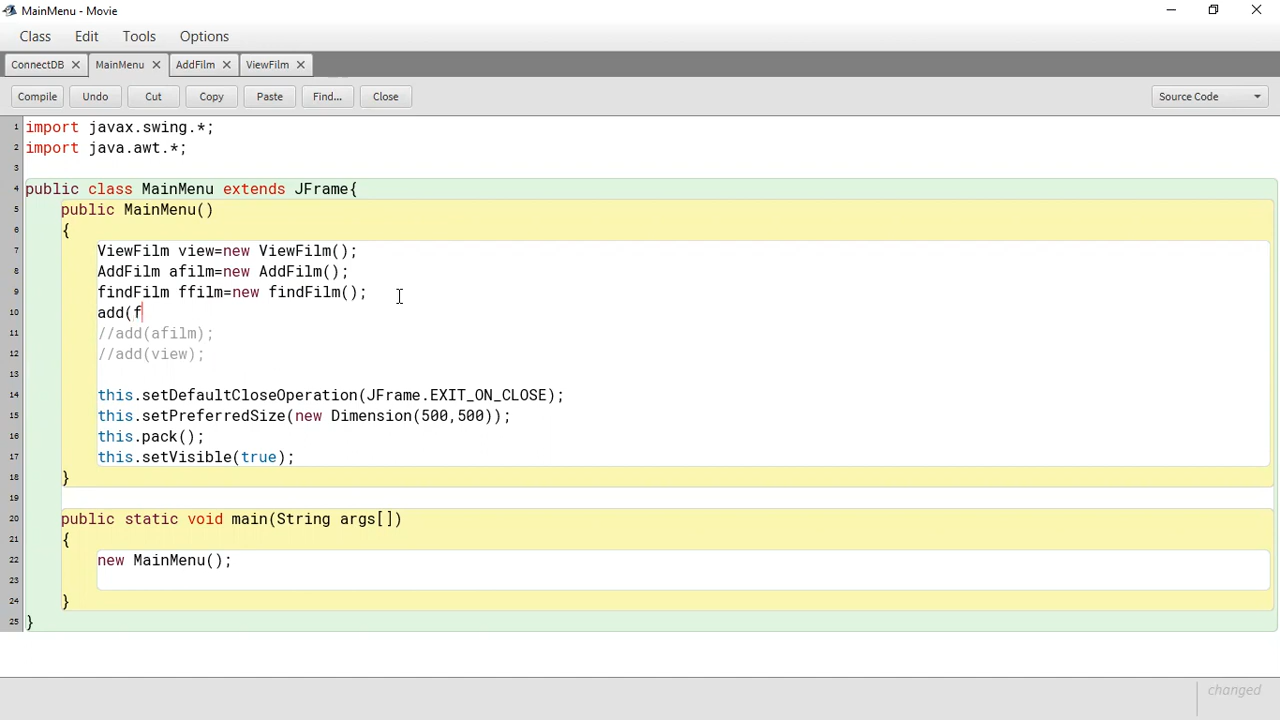 MainMenu - Movie
Class Edit Tools Options
ConnectDB MainMenu AddFilm ViewFilm
Compile Undo Cut Copy Paste Find... Close Source Code
1 import javax.swing.*;
2 import java.awt.*;
3
4 public class MainMenu extends JFrame{
5 public MainMenu()
6 {
7 ViewFilm view=new ViewFilm();
8 AddFilm afilm=new AddFilm();
9 findFilm ffilm=new findFilm();
10 add(f
11 //add(afilm);
12 //add(view);
13
14 this.setDefaultCloseOperation(JFrame.EXIT_ON_CLOSE);
15 this.setPreferredSize(new Dimension(500,500));
16 this.pack();
17 this.setVisible(true);
18 }
19
20 public static void main(String args[])
21 {
22 new MainMenu();
23
24 }
25 }
changed